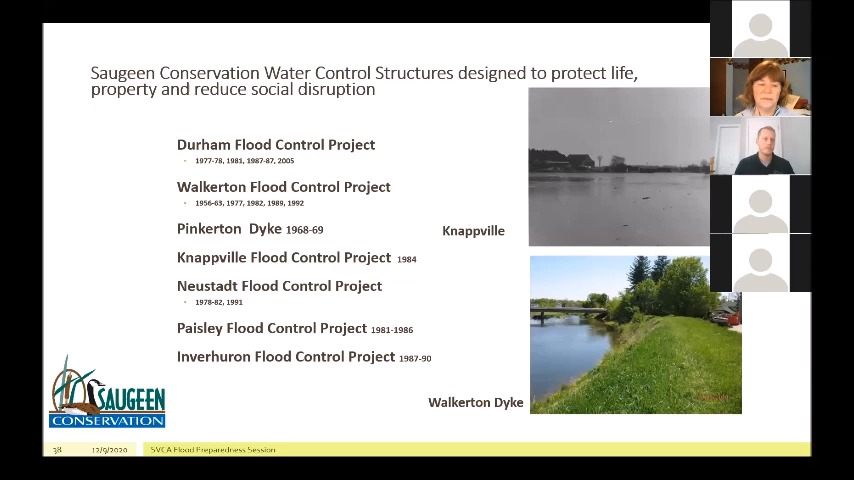 Saugeen Conservation Water Control Structures designed to protect life,
property and reduce social disruption
Durham Flood Control Project
1977-78, 1981, 1987-87, 2005
Walkerton Flood Control Project
1956-63, 1977, 1982, 1989, 1992
Pinkerton Dyke 1968-69
Knappville
Knappville Flood Control Project 1984
Neustadt Flood Control Project
1978-82, 1991
Paisley Flood Control Project 1981-1986
Inverhuron Flood Control Project 1987-90
Walkerton Dyke
SAUGEEN
CONSERVATION
38 12/9/2020 SVCA Flood Preparedness Session